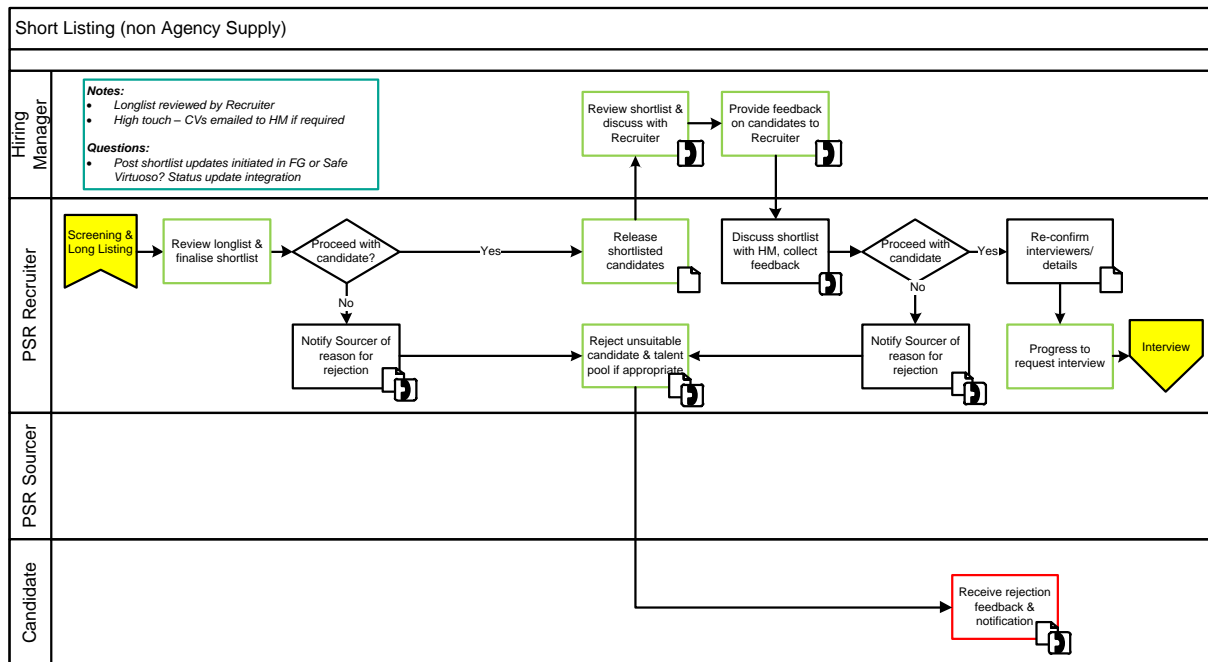 Short Listing (non Agency Supply)
Hiring
Manager
Notes:
• Longlist reviewed by Recruiter
• High touch – CVs emailed to HM if required
Questions:
• Post shortlist updates initiated in FG or Safe
Virtuoso? Status update integration
Review shortlist &
discuss with
Recruiter
Provide feedback
on candidates to
Recruiter
PSR Recruiter
Screening &
Long Listing
Review longlist &
finalise shortlist
Proceed with
candidate?
Yes
No
Release
shortlisted
candidates
Discuss shortlist
with HM, collect
feedback
Proceed with
candidate
Yes
No
Re-confirm
interviewers/
details
Notify Sourcer of
reason for
rejection
Reject unsuitable
candidate & talent
pool if appropriate
Notify Sourcer of
reason for
rejection
Progress to
request interview
Interview
PSR Sourcer
Candidate
Receive rejection
feedback &
notification